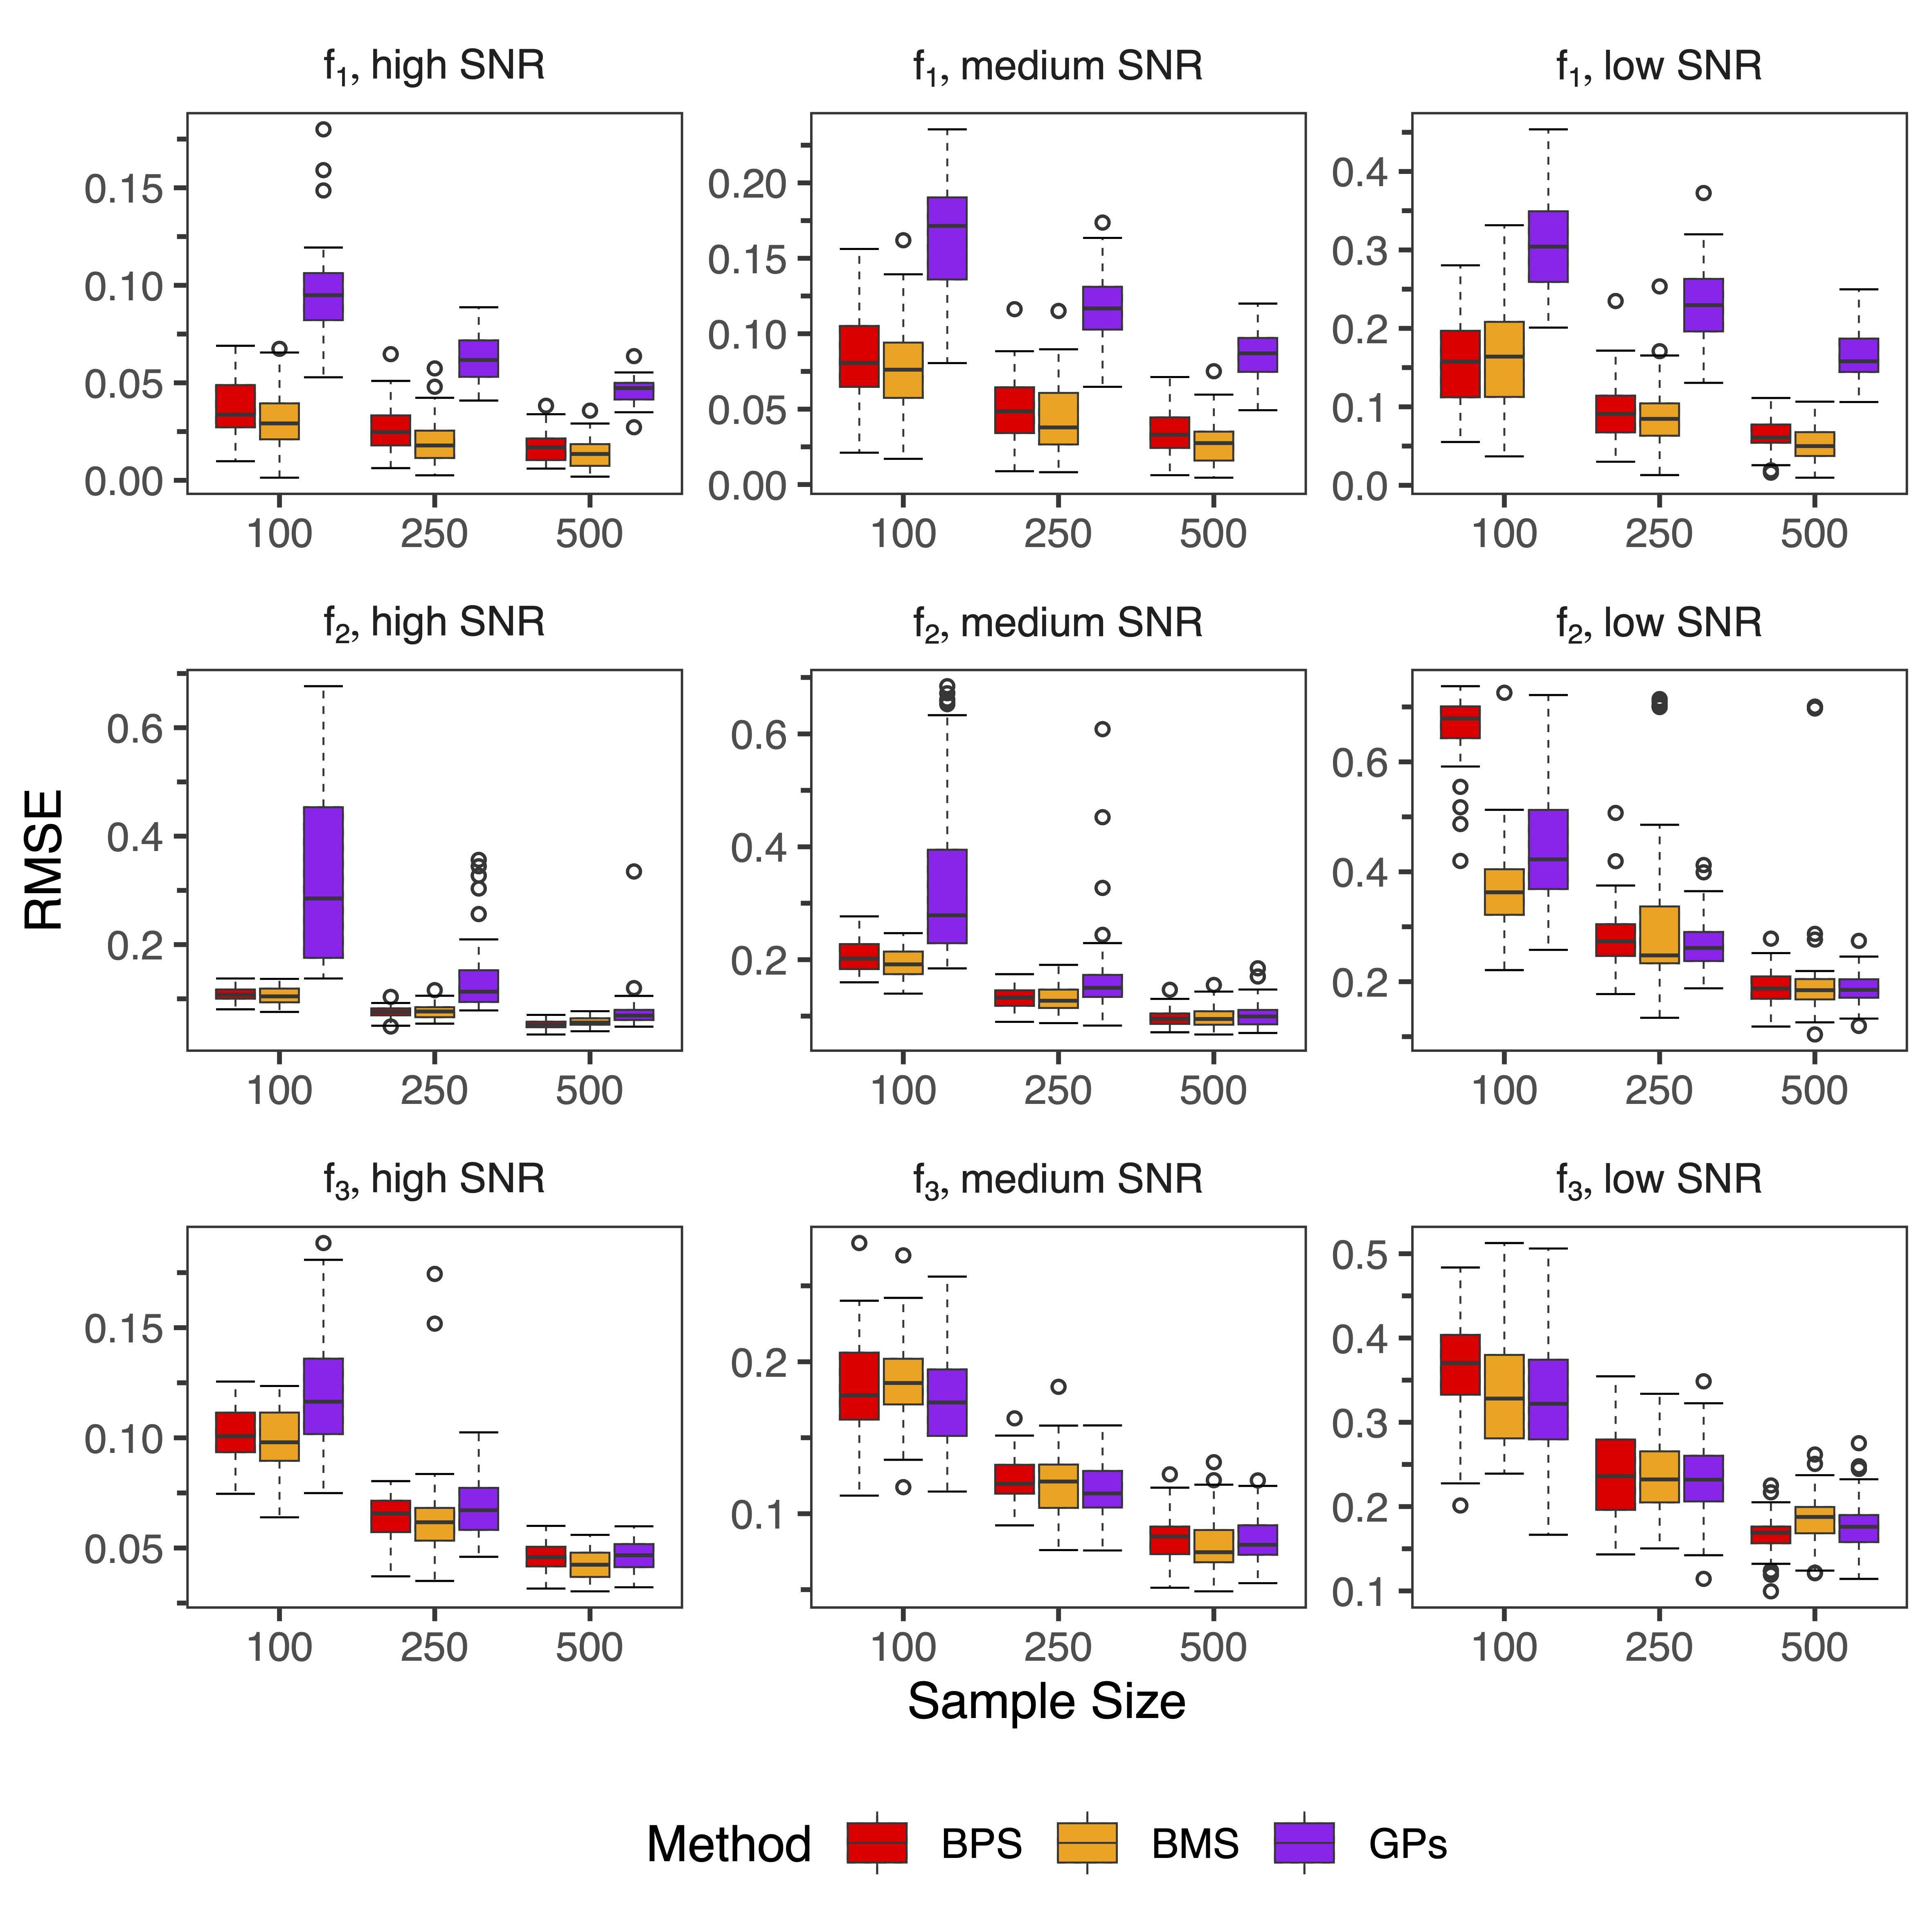 f₁, high SNR
f₁, medium SNR
f₁, low SNR
0.15
0.10
0.05
0.00
100 250 500
0.20
0.15
0.10
0.05
0.00
100 250 500
0.4
0.3
0.2
0.1
0.0
100 250 500
f₂, high SNR
f₂, medium SNR
f₂, low SNR
RMSE
0.6
0.4
0.2
100 250 500
0.6
0.4
0.2
100 250 500
0.6
0.4
0.2
100 250 500
f₃, high SNR
f₃, medium SNR
f₃, low SNR
0.15
0.10
0.05
100 250 500
0.2
0.1
100 250 500
0.5
0.4
0.3
0.2
0.1
100 250 500
Sample Size
Method BPS BMS GPs